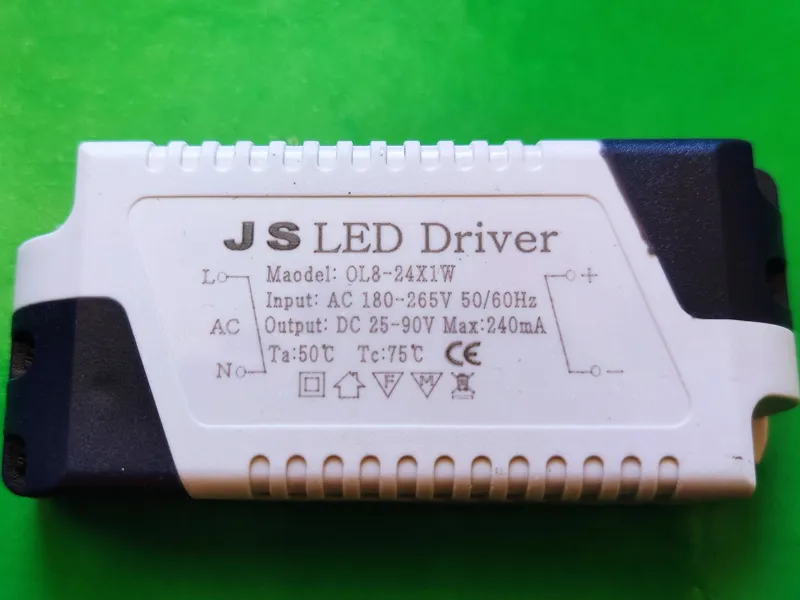 JS LED Driver
L Maodel: QL8-24X1W +
Input: AC 180-265V 50/60Hz
AC Output: DC 25-90V Max:240mA
Ta:50℃ Tc:75℃ CE
N F M −